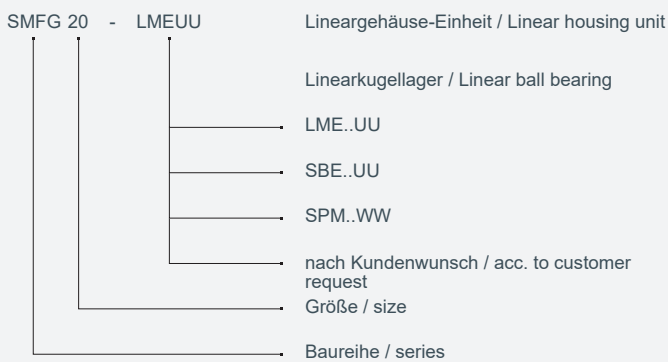 SMFG 20 - LMEUU Lineargehäuse-Einheit / Linear housing unit
Linearkugellager / Linear ball bearing
LME..UU
SBE..UU
SPM..WW
nach Kundenwunsch / acc. to customer
request
Größe / size
Baureihe / series